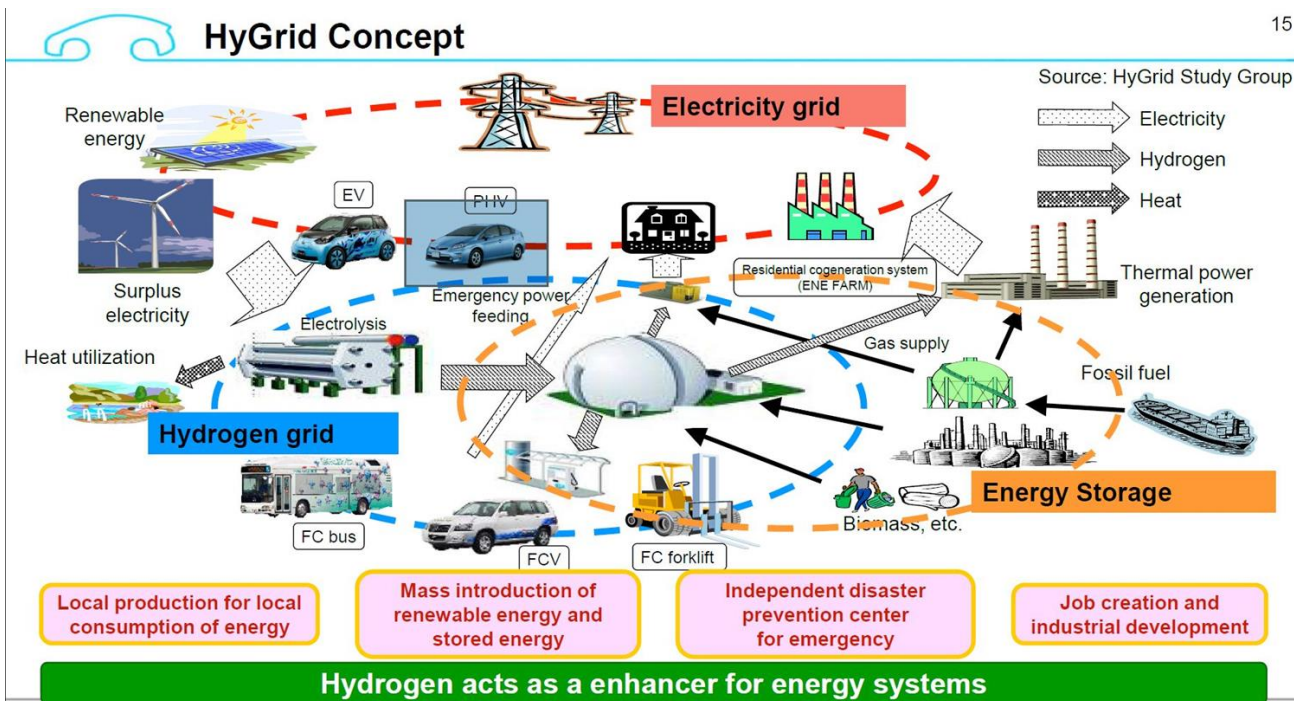 HyGrid Concept
15
Source: HyGrid Study Group
Electricity
Hydrogen
Heat
Renewable
energy
Electricity grid
EV
PHV
Surplus
electricity
Emergency power
feeding
Residential cogeneration system
(ENE FARM)
Thermal power
generation
Electrolysis
Heat utilization
Gas supply
Fossil fuel
Hydrogen grid
Energy Storage
Biomass, etc.
FC bus
FCV
FC forklift
Local production for local
consumption of energy
Mass introduction of
renewable energy and
stored energy
Independent disaster
prevention center
for emergency
Job creation and
industrial development
Hydrogen acts as a enhancer for energy systems